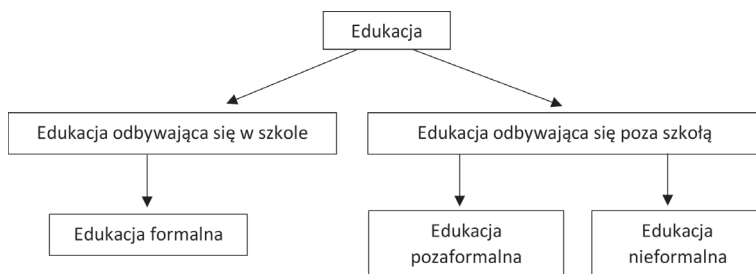 Edukacja
Edukacja odbywająca się w szkole
Edukacja odbywająca się poza szkołą
Edukacja formalna
Edukacja
pozaformalna
Edukacja
nieformalna